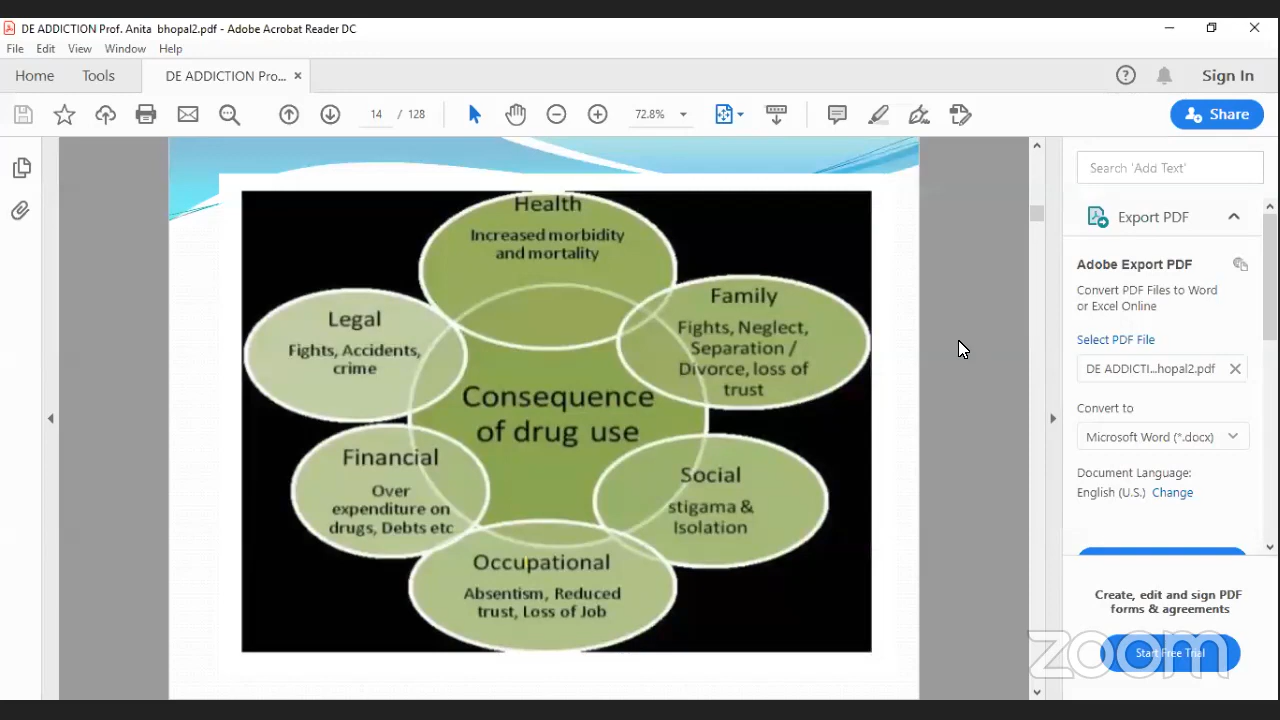 DE ADDICTION Prof. Anita bhopal2.pdf - Adobe Acrobat Reader DC
File Edit View Window Help
Home Tools DE ADDICTION Pro... × Sign In
14 / 128 72.8% Share
Health
Increased morbidity
and mortality
Family
Fights, Neglect,
Separation /
Divorce, loss of
trust
Legal
Fights, Accidents,
crime
Consequence
of drug use
Financial
Over
expenditure on
drugs, Debts etc
Social
stigama &
Isolation
Occupational
Absentism, Reduced
trust, Loss of Job
Search 'Add Text'
Export PDF
Adobe Export PDF
Convert PDF Files to Word
or Excel Online
Select PDF File
DE ADDICTI...hopal2.pdf
Convert to
Microsoft Word (*.docx)
Document Language:
English (U.S.) Change
Create, edit and sign PDF
forms & agreements
Start Free Trial
zoom